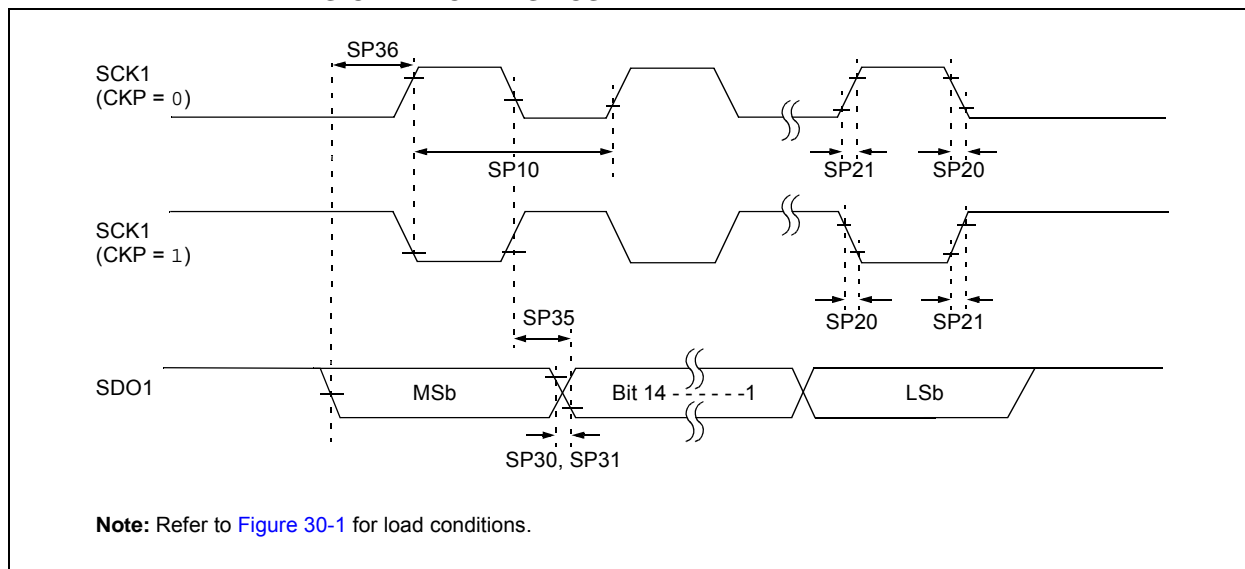 SP36
SCK1
(CKP = 0)
SP10
SP21
SP20
SCK1
(CKP = 1)
SP35
SP20
SP21
SDO1
MSb
Bit 14 - - - - - -1
LSb
SP30, SP31
Note: Refer to Figure 30-1 for load conditions.